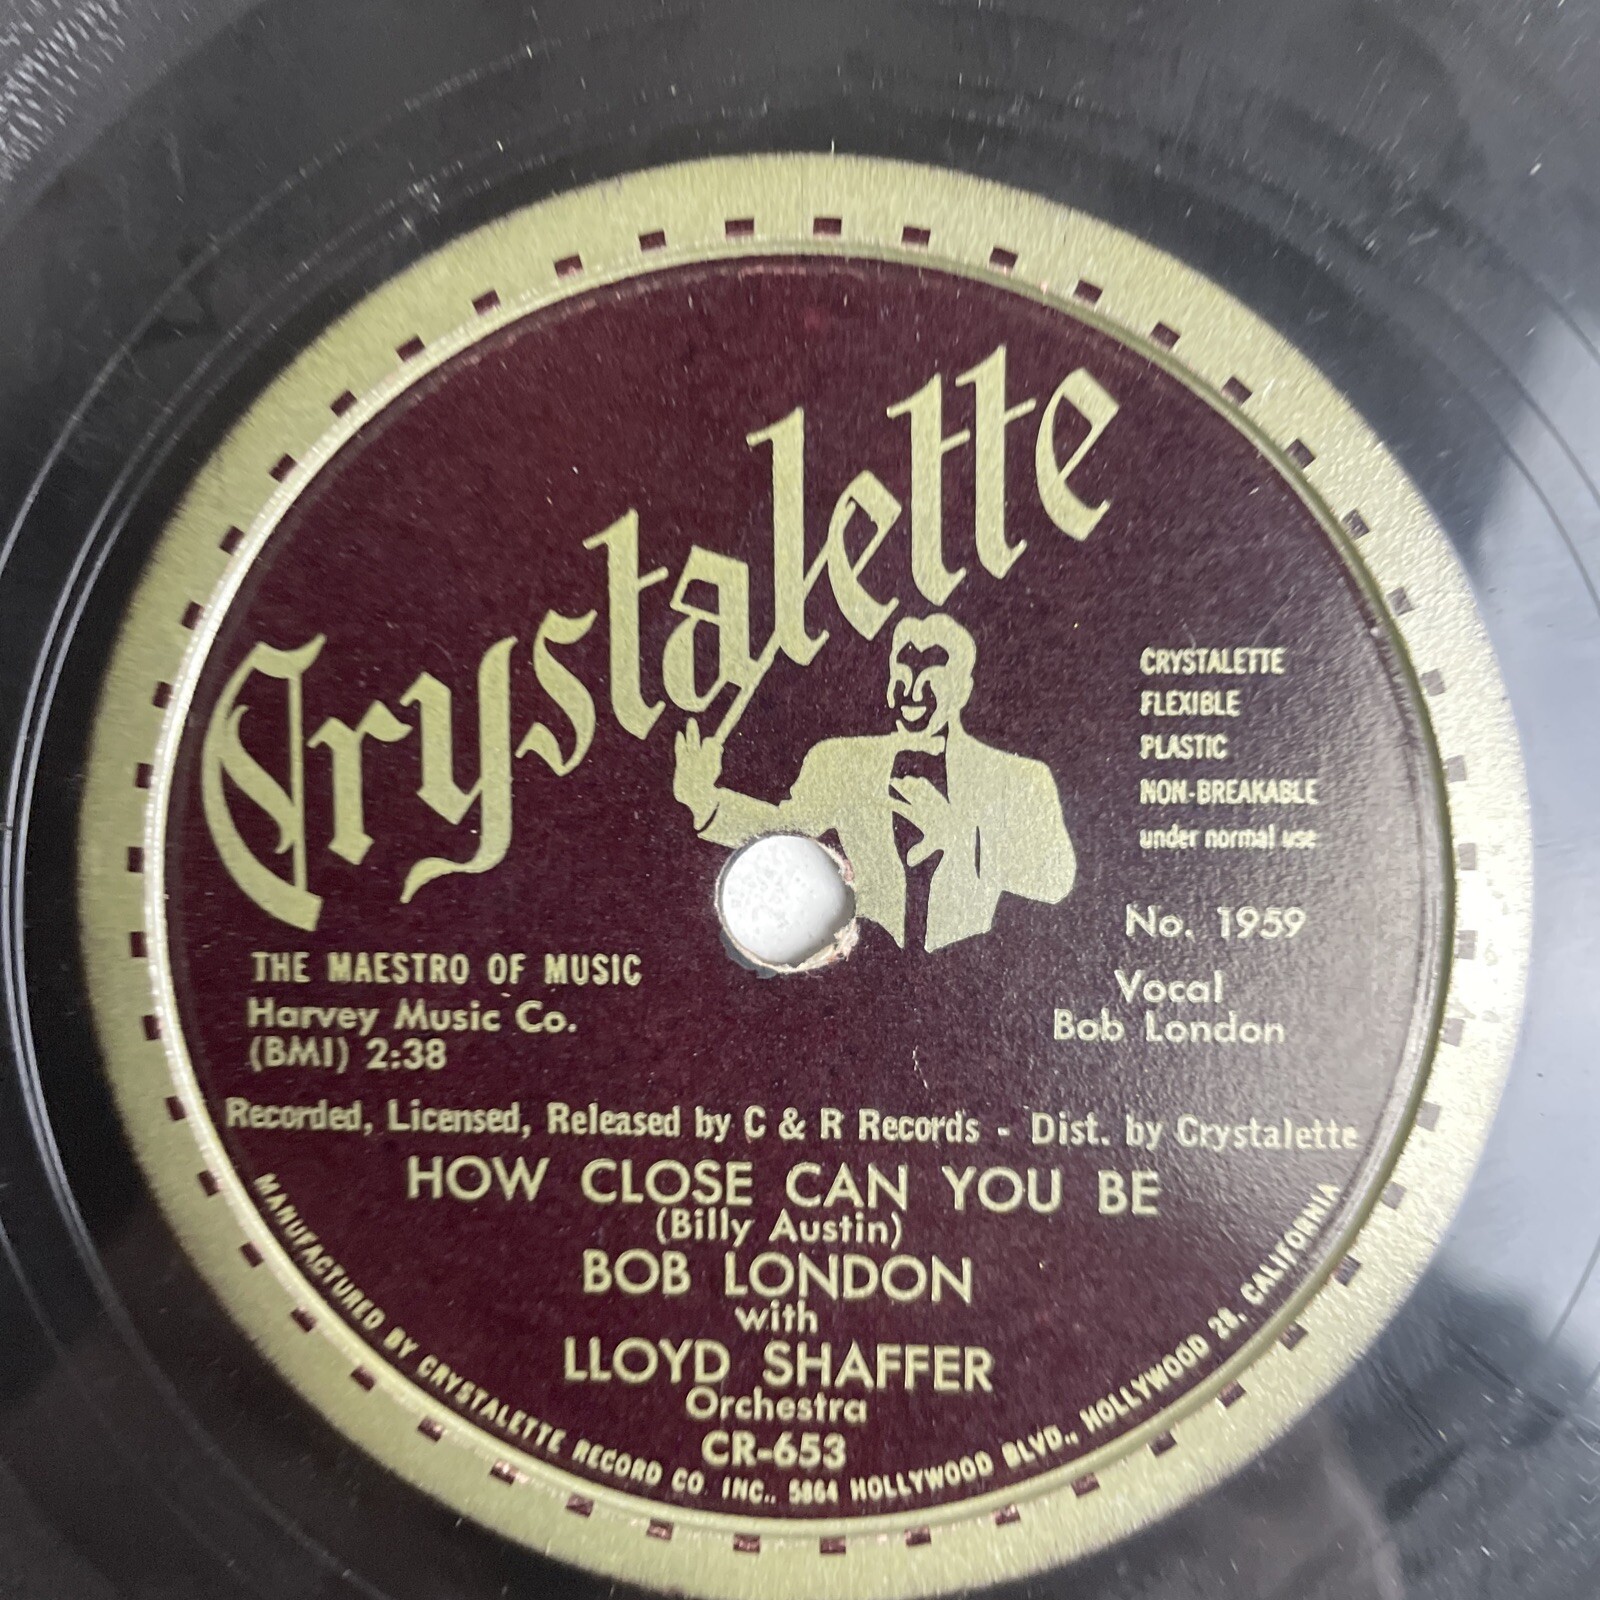 Crystalette
CRYSTALETTE
FLEXIBLE
PLASTIC
NON-BREAKABLE
under normal use
No. 1959
Vocal
Bob London
THE MAESTRO OF MUSIC
Harvey Music Co.
(BMI) 2:38
Recorded, Licensed, Released by C & R Records - Dist. by Crystalette
HOW CLOSE CAN YOU BE
(Billy Austin)
BOB LONDON
with
LLOYD SHAFFER
Orchestra
CR-653
MANUFACTURED BY CRYSTALETTE RECORD CO. INC., 5864 HOLLYWOOD BLVD., HOLLYWOOD 28, CALIFORNIA